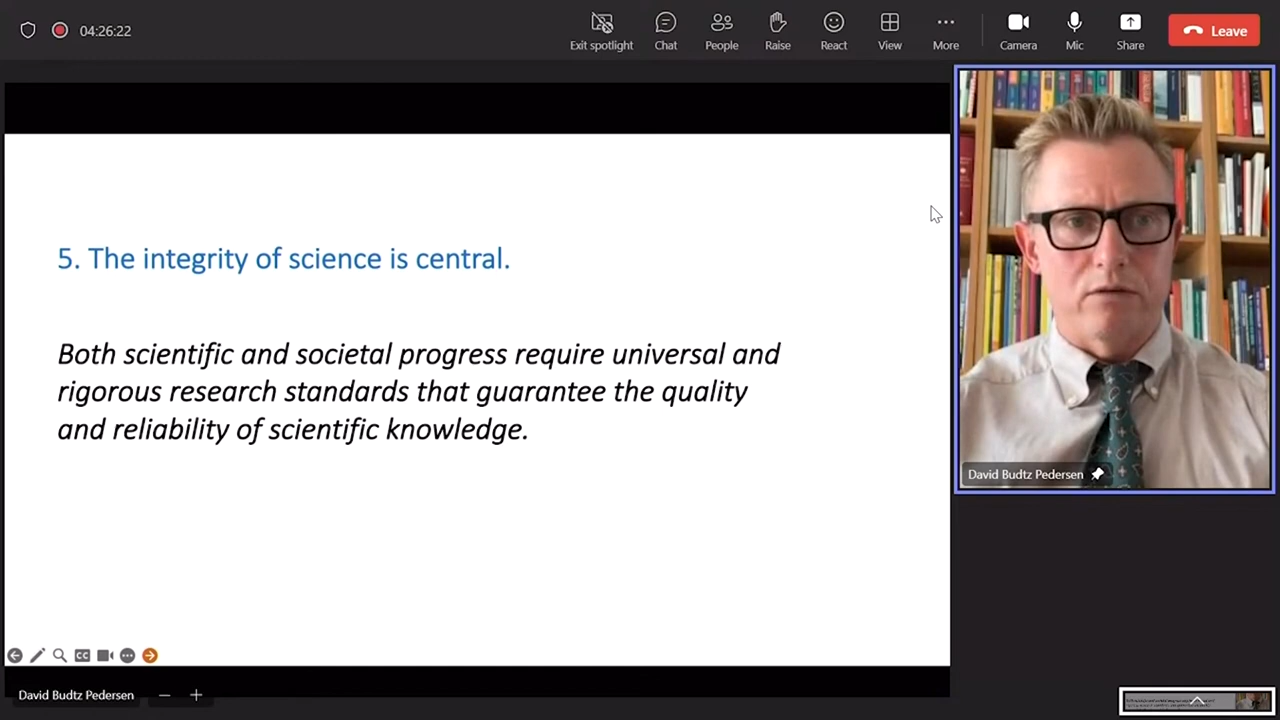 04:26:22
Exit spotlight
Chat
People
Raise
React
View
More
Camera
Mic
Share
Leave
5. The integrity of science is central.
Both scientific and societal progress require universal and
rigorous research standards that guarantee the quality
and reliability of scientific knowledge.
David Budtz Pedersen
CC
David Budtz Pedersen